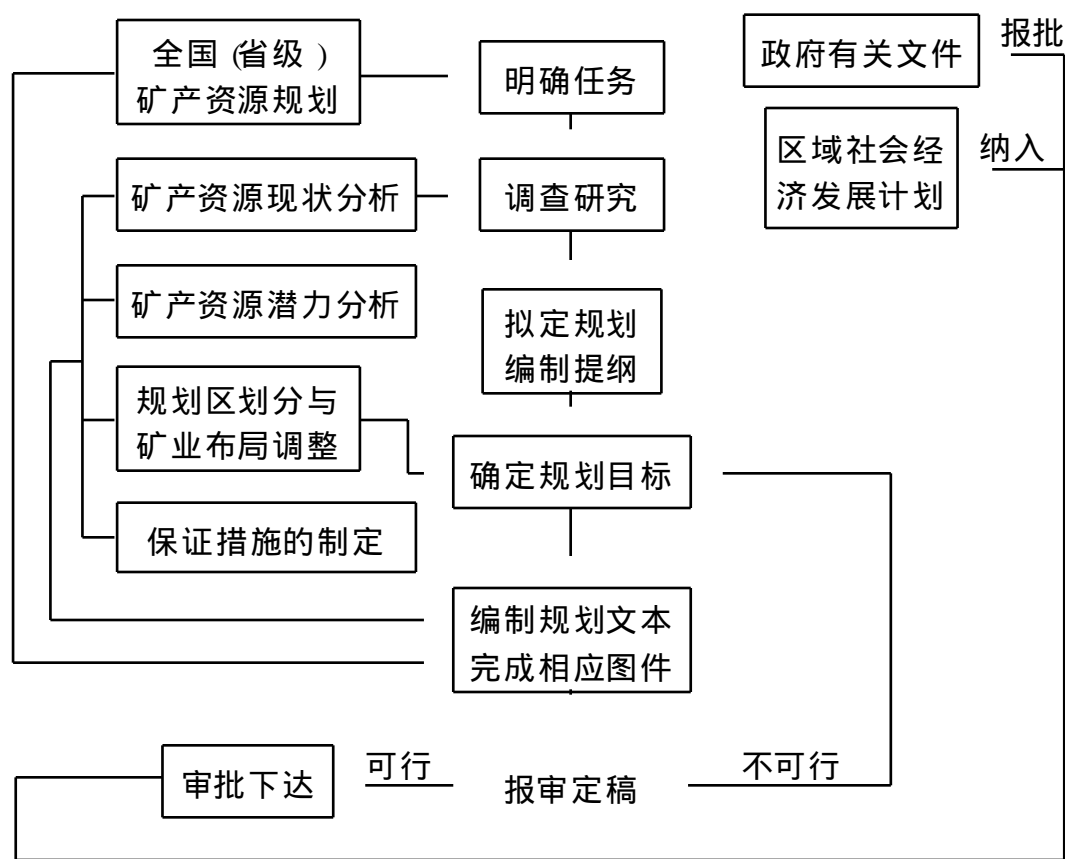 全国(省级)
矿产资源规划
明确任务
政府有关文件
报批
区域社会经
济发展计划
纳入
矿产资源现状分析
调查研究
矿产资源潜力分析
拟定规划
编制提纲
规划区划分与
矿业布局调整
确定规划目标
保证措施的制定
编制规划文本
完成相应图件
审批下达
可行
报审定稿
不可行